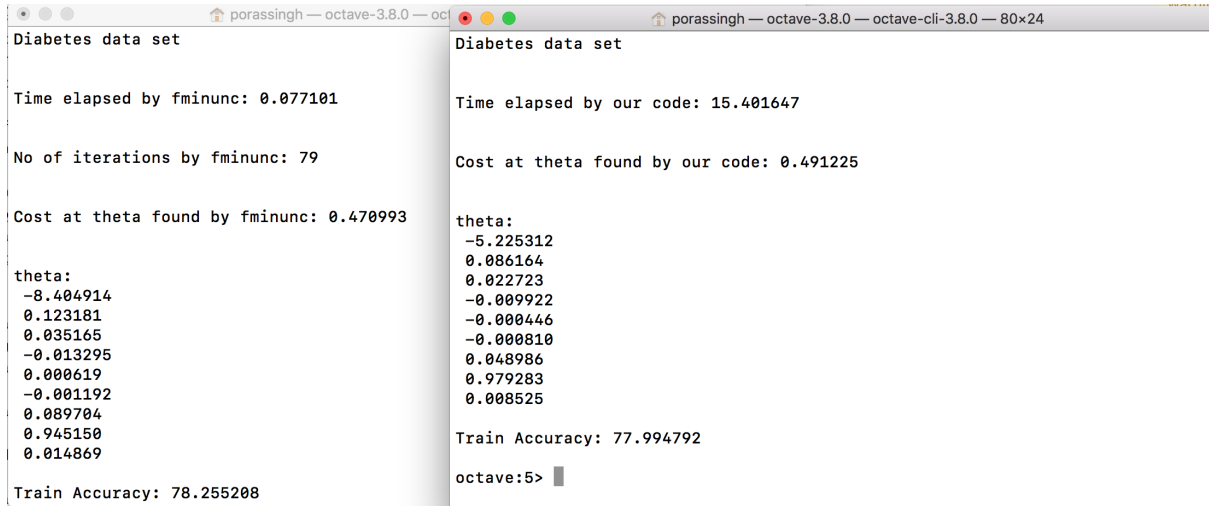 porassingh — octave-3.8.0 — oct
Diabetes data set
Time elapsed by fminunc: 0.077101
No of iterations by fminunc: 79
Cost at theta found by fminunc: 0.470993
theta:
-8.404914
0.123181
0.035165
-0.013295
0.000619
-0.001192
0.089704
0.945150
0.014869
Train Accuracy: 78.255208
porassingh — octave-3.8.0 — octave-cli-3.8.0 — 80×24
Diabetes data set
Time elapsed by our code: 15.401647
Cost at theta found by our code: 0.491225
theta:
-5.225312
0.086164
0.022723
-0.009922
-0.000446
-0.000810
0.048986
0.979283
0.008525
Train Accuracy: 77.994792
octave:5>